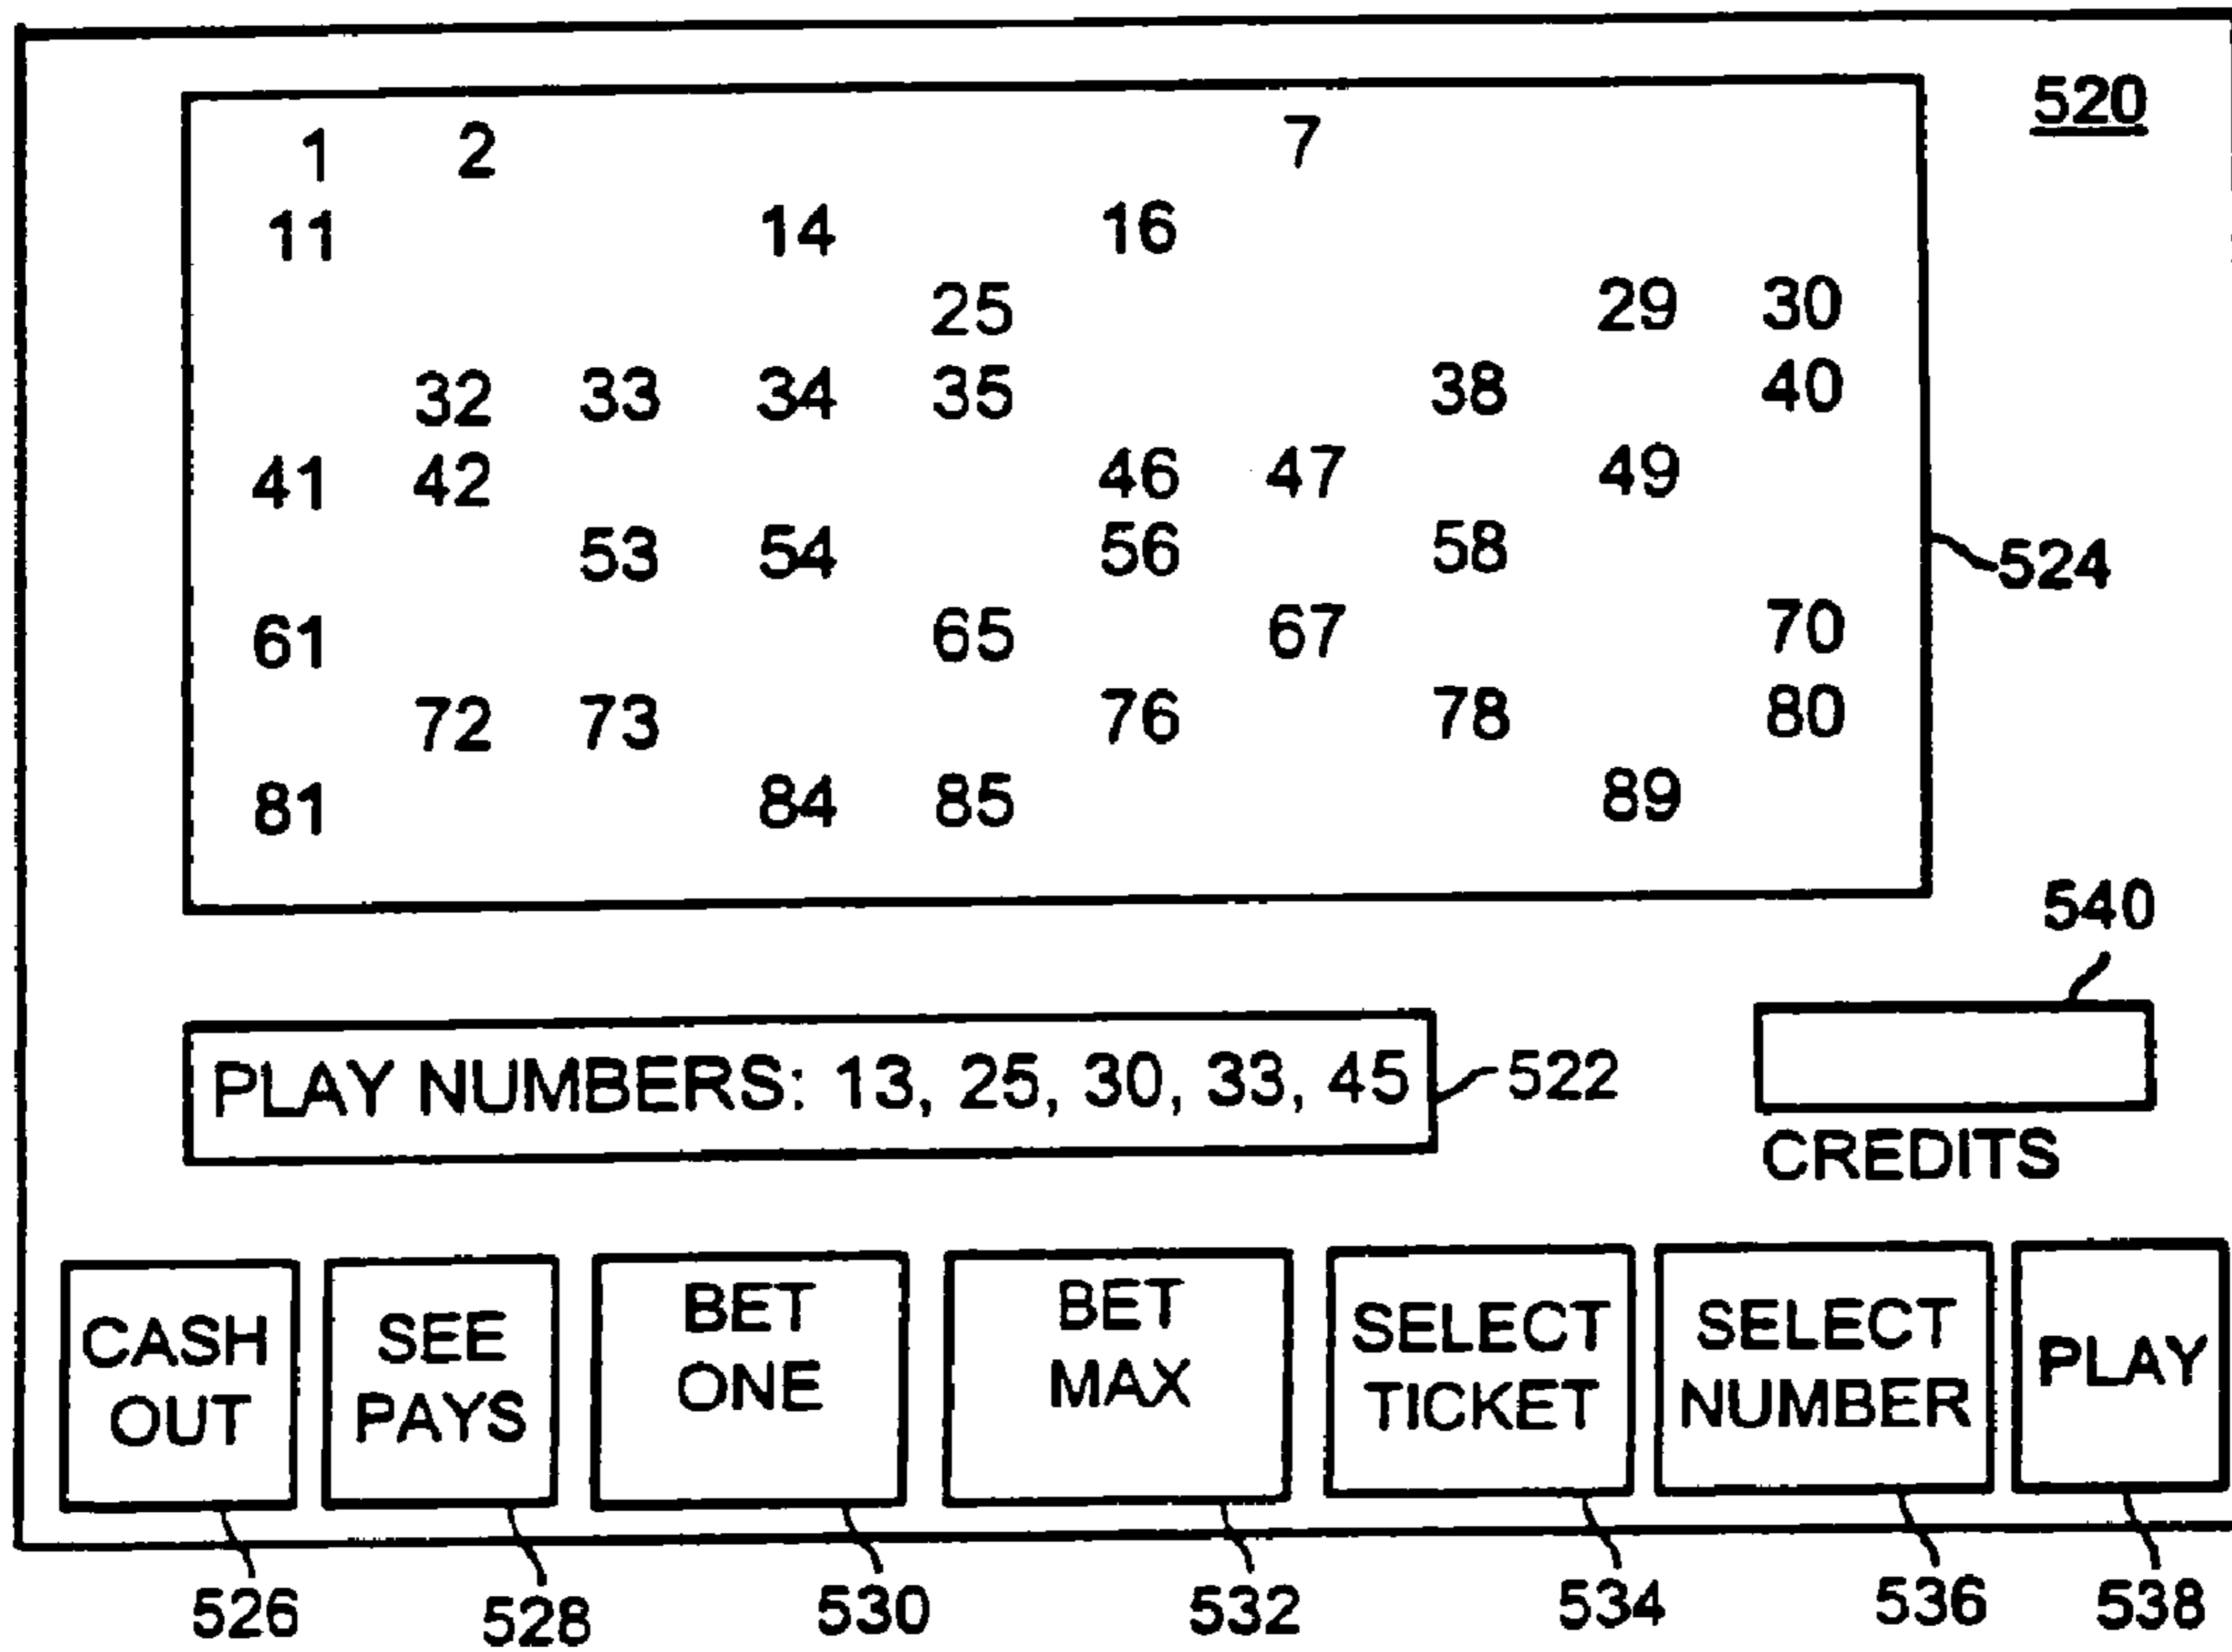 520
1 2 7
11 14 16
25 29 30
32 33 34 35 38 40
41 42 46 47 49
53 54 56 58
524
61 65 67 70
72 73 76 78 80
81 84 85 89
540
PLAY NUMBERS: 13, 25, 30, 33, 45
522
CREDITS
CASH
OUT
SEE
PAYS
BET
ONE
BET
MAX
SELECT
TICKET
SELECT
NUMBER
PLAY
526 528 530 532 534 536 538